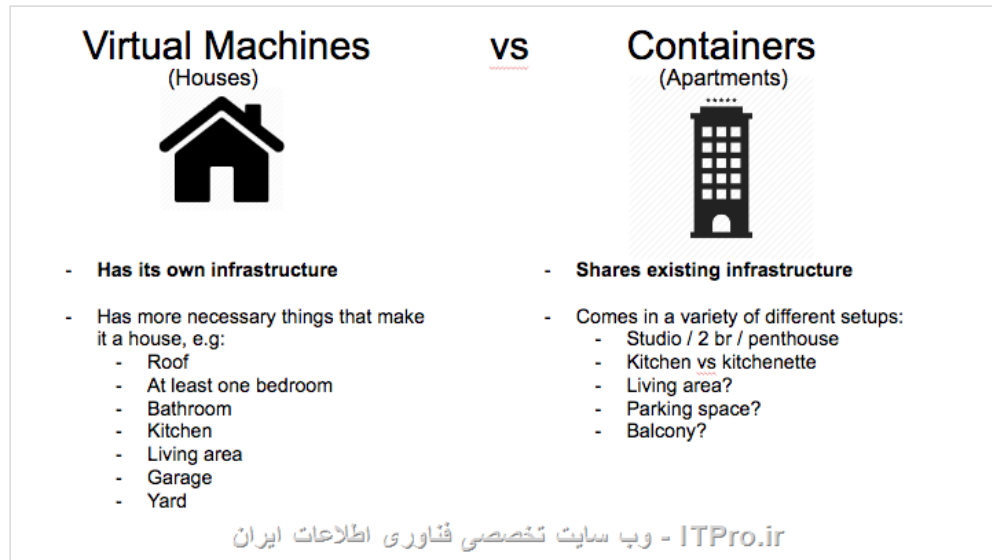 Virtual Machines vs Containers
(Houses) (Apartments)
- Has its own infrastructure
- Has more necessary things that make
it a house, e.g:
- Roof
- At least one bedroom
- Bathroom
- Kitchen
- Living area
- Garage
- Yard
- Shares existing infrastructure
- Comes in a variety of different setups:
- Studio / 2 br / penthouse
- Kitchen vs kitchenette
- Living area?
- Parking space?
- Balcony?
ITPro.ir - وب سایت تخصصی فناوری اطلاعات ایران